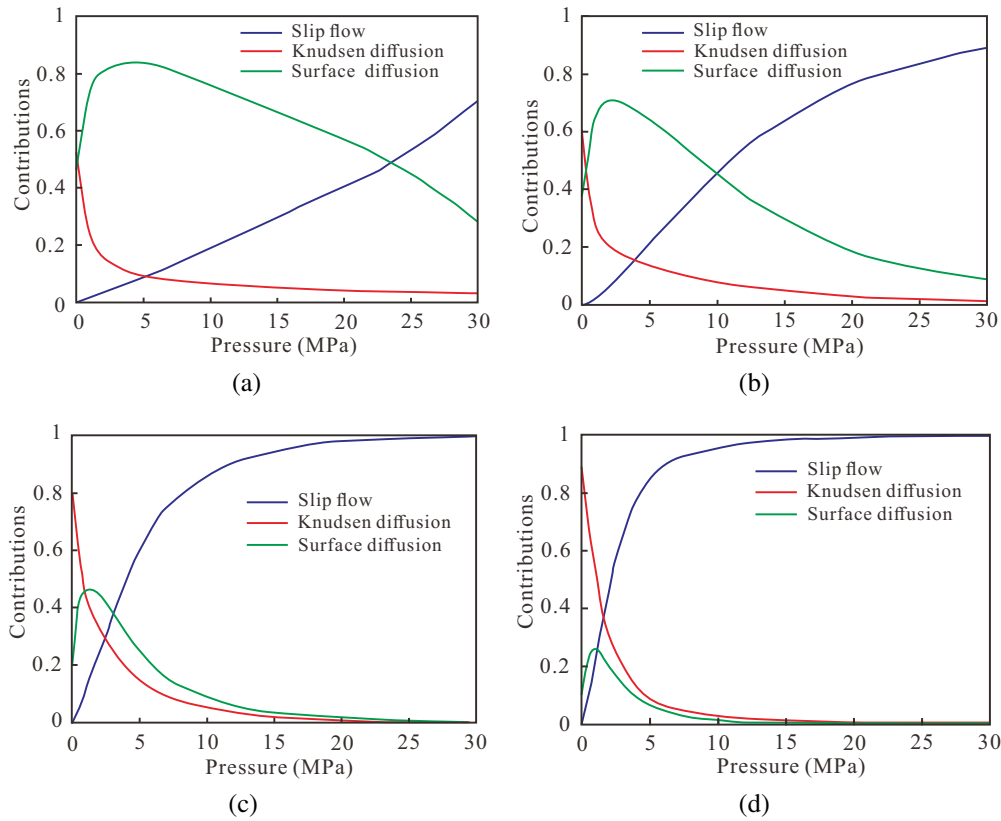 1
0.8
0.6
0.4
0.2
0
Contributions
Slip flow
Knudsen diffusion
Surface diffusion
0 5 10 15 20 25 30
Pressure (MPa)
(a)
1
0.8
0.6
0.4
0.2
0
Contributions
Slip flow
Knudsen diffusion
Surface diffusion
0 5 10 15 20 25 30
Pressure (MPa)
(b)
1
0.8
0.6
0.4
0.2
0
Contributions
Slip flow
Knudsen diffusion
Surface diffusion
0 5 10 15 20 25 30
Pressure (MPa)
(c)
1
0.8
0.6
0.4
0.2
0
Contributions
Slip flow
Knudsen diffusion
Surface diffusion
0 5 10 15 20 25 30
Pressure (MPa)
(d)